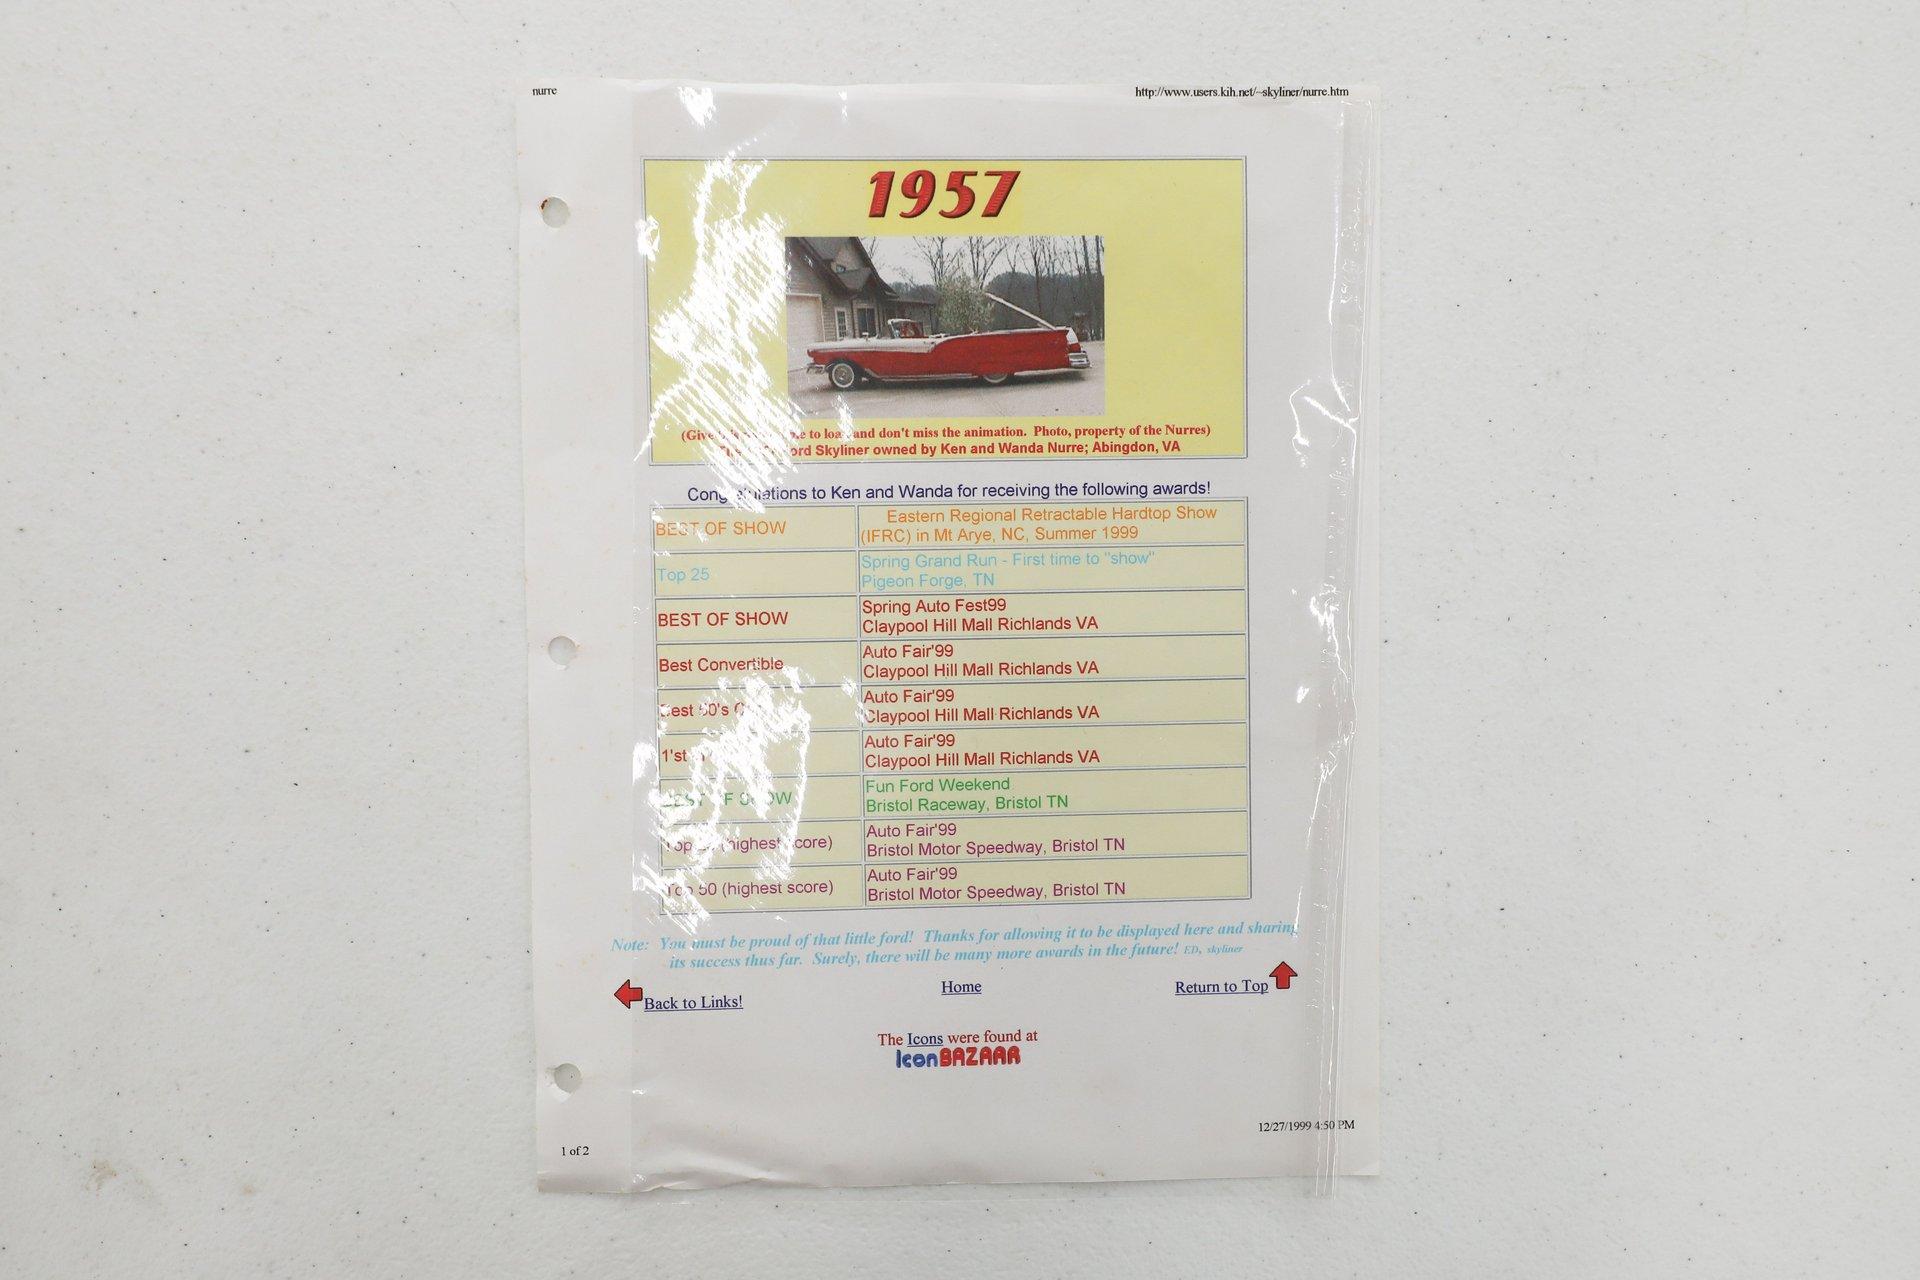 nurre
http://www.users.kih.net/~skyliner/nurre.htm
1957
(Give to load and don't miss the animation. Photo, property of the Nurres)
Skyliner owned by Ken and Wanda Nurre; Abingdon, VA
Congratulations to Ken and Wanda for receiving the following awards!
BEST OF SHOW
Eastern Regional Retractable Hardtop Show
(IFRC) in Mt Arye, NC, Summer 1999
Top 25
Spring Grand Run - First time to "show"
Pigeon Forge, TN
BEST OF SHOW
Spring Auto Fest99
Claypool Hill Mall Richlands VA
Best Convertible
Auto Fair'99
Claypool Hill Mall Richlands VA
Best 50's
Auto Fair'99
Claypool Hill Mall Richlands VA
1'st
Auto Fair'99
Claypool Hill Mall Richlands VA
BEST OF SHOW
Fun Ford Weekend
Bristol Raceway, Bristol TN
Top (highest score)
Auto Fair'99
Bristol Motor Speedway, Bristol TN
Top 50 (highest score)
Auto Fair'99
Bristol Motor Speedway, Bristol TN
Note: You must be proud of that little ford! Thanks for allowing it to be displayed here and sharing
its success thus far. Surely, there will be many more awards in the future! ED, skyliner
Back to Links!
Home
Return to Top
The Icons were found at
IconBAZAAR
12/27/1999 4:50 PM
1 of 2